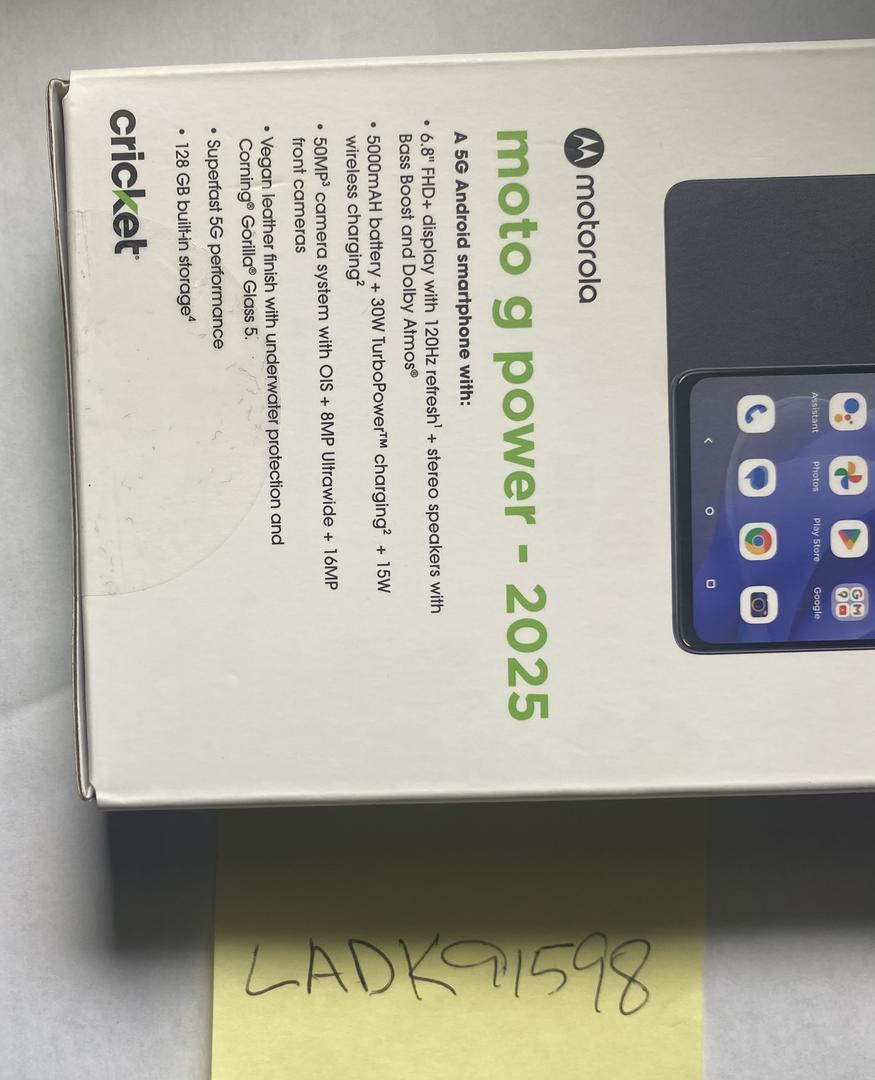 motorola
moto g power - 2025
A 5G Android smartphone with:
• 6.8" FHD+ display with 120Hz refresh¹ + stereo speakers with
Bass Boost and Dolby Atmos®
• 5000mAH battery + 30W TurboPower™ charging² + 15W
wireless charging²
• 50MP³ camera system with OIS + 8MP Ultrawide + 16MP
front cameras
• Vegan leather finish with underwater protection and
Corning® Gorilla® Glass 5.
• Superfast 5G performance
• 128 GB built-in storage⁴
cricket
Assistant
Photos
Play Store
Google
LADK91598